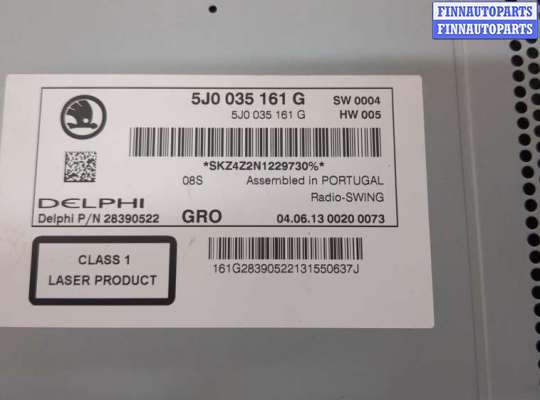 FINNAUTOPARTS
FINNAUTOPARTS
5J0 035 161 G SW 0004
5J0 035 161 G HW 005
*SKZ4Z2N1229730%*
08S Assembled in PORTUGAL
DELPHI Radio-SWING
Delphi P/N 28390522 GRO 04.06.13 0020 0073
CLASS 1
LASER PRODUCT
161G28390522131550637J